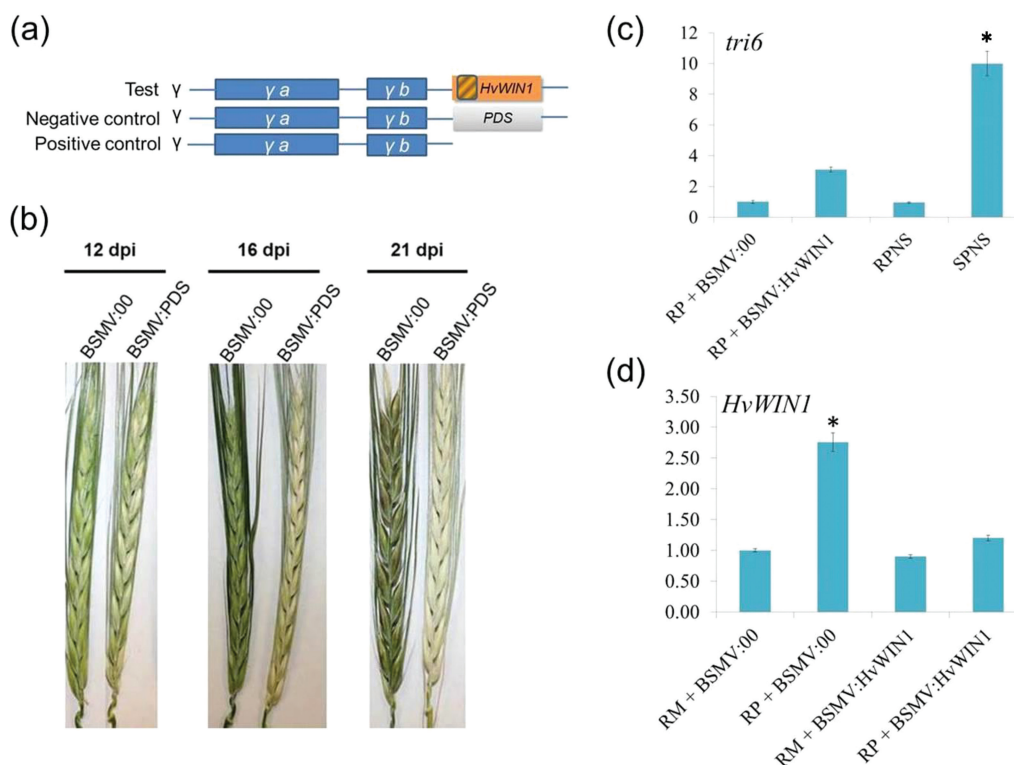 (a)
Test γ γ a γ b HvWIN1
Negative control γ γ a γ b PDS
Positive control γ γ a γ b
(b)
12 dpi 16 dpi 21 dpi
BSMV:00 BSMV:PDS BSMV:00 BSMV:PDS BSMV:00 BSMV:PDS
(c)
tri6
*
12
10
8
6
4
2
0
RP + BSMV:00
RP + BSMV:HvWIN1
RPNS
SPNS
(d)
HvWIN1
*
3.50
3.00
2.50
2.00
1.50
1.00
0.50
0.00
RM + BSMV:00
RP + BSMV:00
RM + BSMV:HvWIN1
RP + BSMV:HvWIN1